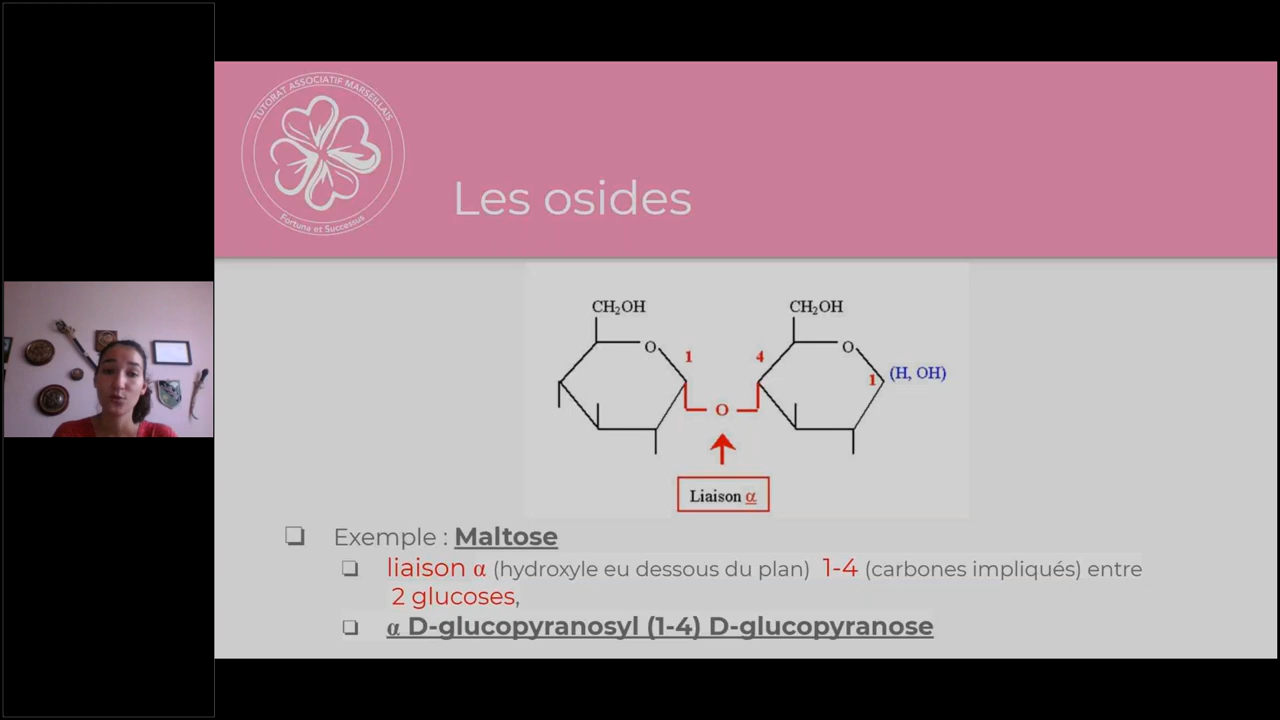 TUTORAT ASSOCIATIF MARSEILLAIS
Fortuna et Successus
Les osides
CH₂OH
CH₂OH
O
1
4
O
1
(H, OH)
O
Liaison α
Exemple : Maltose
liaison α (hydroxyle eu dessous du plan) 1-4 (carbones impliqués) entre
2 glucoses,
α D-glucopyranosyl (1-4) D-glucopyranose